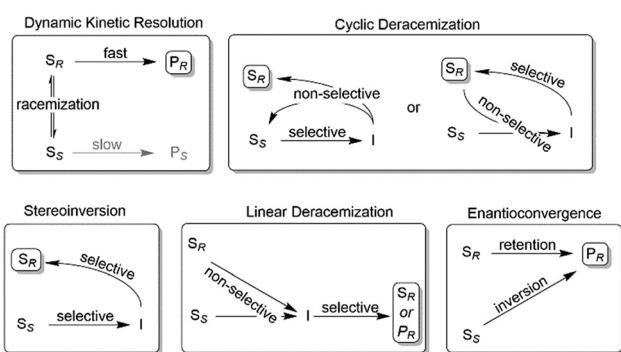 Dynamic Kinetic Resolution
S_R fast P_R
racemization
S_S slow P_S
Cyclic Deracemization
S_R
non-selective
S_S selective I
or
S_R selective
non-selective
S_S I
Stereoinversion
S_R selective
S_S selective I
Linear Deracemization
S_R
non-selective
S_S I selective
S_R
or
P_R
Enantioconvergence
S_R retention P_R
inversion
S_S